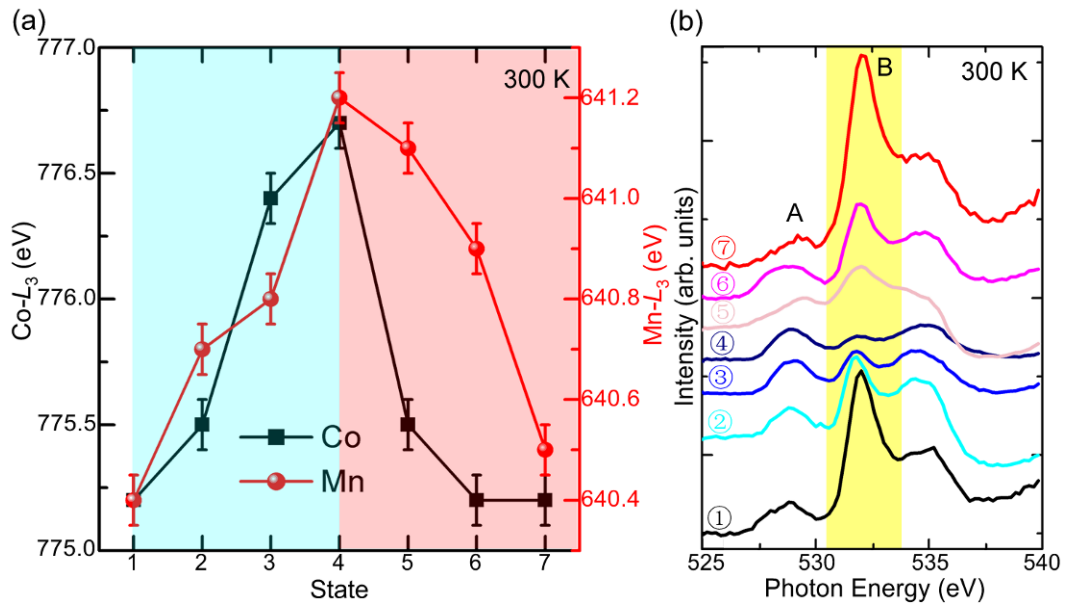 (a)
777.0
776.5
776.0
775.5
775.0
Co-L3 (eV)
300 K
641.2
641.0
640.8
640.6
640.4
Mn-L3 (eV)
Co
Mn
1 2 3 4 5 6 7
State
(b)
300 K
B
A
⑦
⑥
⑤
④
③
②
①
Intensity (arb. units)
525 530 535 540
Photon Energy (eV)